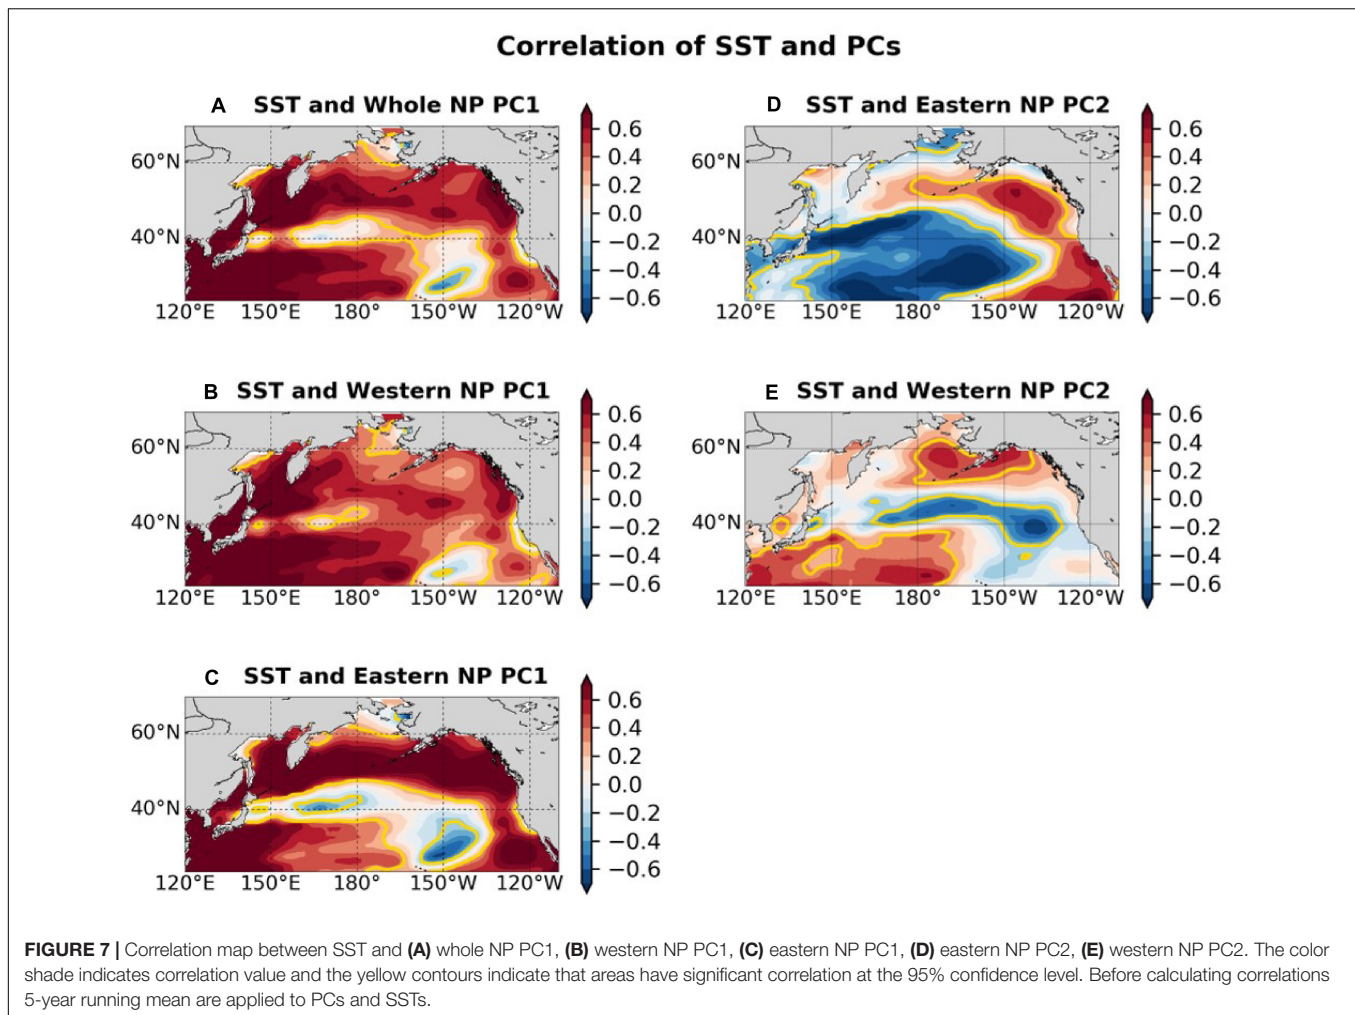 Correlation of SST and PCs
A SST and Whole NP PC1
60°N
40°N
120°E 150°E 180° 150°W 120°W
0.6
0.4
0.2
0.0
−0.2
−0.4
−0.6
D SST and Eastern NP PC2
60°N
40°N
120°E 150°E 180° 150°W 120°W
0.6
0.4
0.2
0.0
−0.2
−0.4
−0.6
B SST and Western NP PC1
60°N
40°N
120°E 150°E 180° 150°W 120°W
0.6
0.4
0.2
0.0
−0.2
−0.4
−0.6
E SST and Western NP PC2
60°N
40°N
120°E 150°E 180° 150°W 120°W
0.6
0.4
0.2
0.0
−0.2
−0.4
−0.6
C SST and Eastern NP PC1
60°N
40°N
120°E 150°E 180° 150°W 120°W
0.6
0.4
0.2
0.0
−0.2
−0.4
−0.6
FIGURE 7 | Correlation map between SST and (A) whole NP PC1, (B) western NP PC1, (C) eastern NP PC1, (D) eastern NP PC2, (E) western NP PC2. The color
shade indicates correlation value and the yellow contours indicate that areas have significant correlation at the 95% confidence level. Before calculating correlations
5-year running mean are applied to PCs and SSTs.